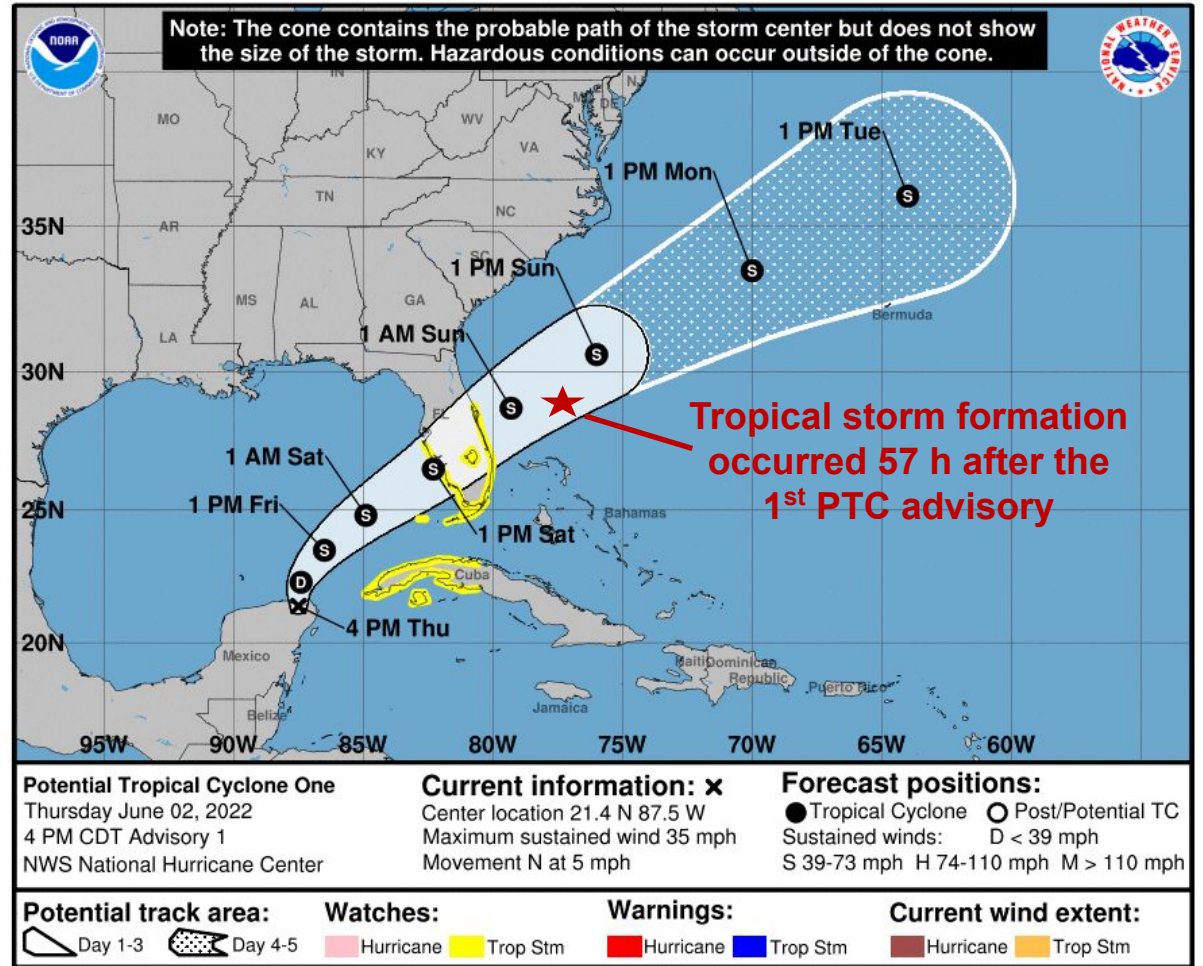 Note: The cone contains the probable path of the storm center but does not show
the size of the storm. Hazardous conditions can occur outside of the cone.
NOAA
NATIONAL WEATHER SERVICE
IN
NJ
DE
MO
WV
KY
VA
TN
NC
AR
SC
MS
AL
GA
LA
FL
1 PM Tue
1 PM Mon
35N
1 PM Sun
1 AM Sun
Bermuda
30N
1 AM Sat
1 PM Fri
25N
1 PM Sat
Bahamas
Tropical storm formation
occurred 57 h after the
1st PTC advisory
S
S
S
S
S
S
S
D
Cuba
4 PM Thu
20N
Mexico
Haiti
Dominican
Republic
Puerto Rico
Jamaica
Belize
95W 90W 85W 80W 75W 70W 65W 60W
Potential Tropical Cyclone One
Thursday June 02, 2022
4 PM CDT Advisory 1
NWS National Hurricane Center
Current information: ×
Center location 21.4 N 87.5 W
Maximum sustained wind 35 mph
Movement N at 5 mph
Forecast positions:
Tropical Cyclone Post/Potential TC
Sustained winds: D < 39 mph
S 39-73 mph H 74-110 mph M > 110 mph
Potential track area:
Day 1-3 Day 4-5
Watches:
Hurricane Trop Stm
Warnings:
Hurricane Trop Stm
Current wind extent:
Hurricane Trop Stm